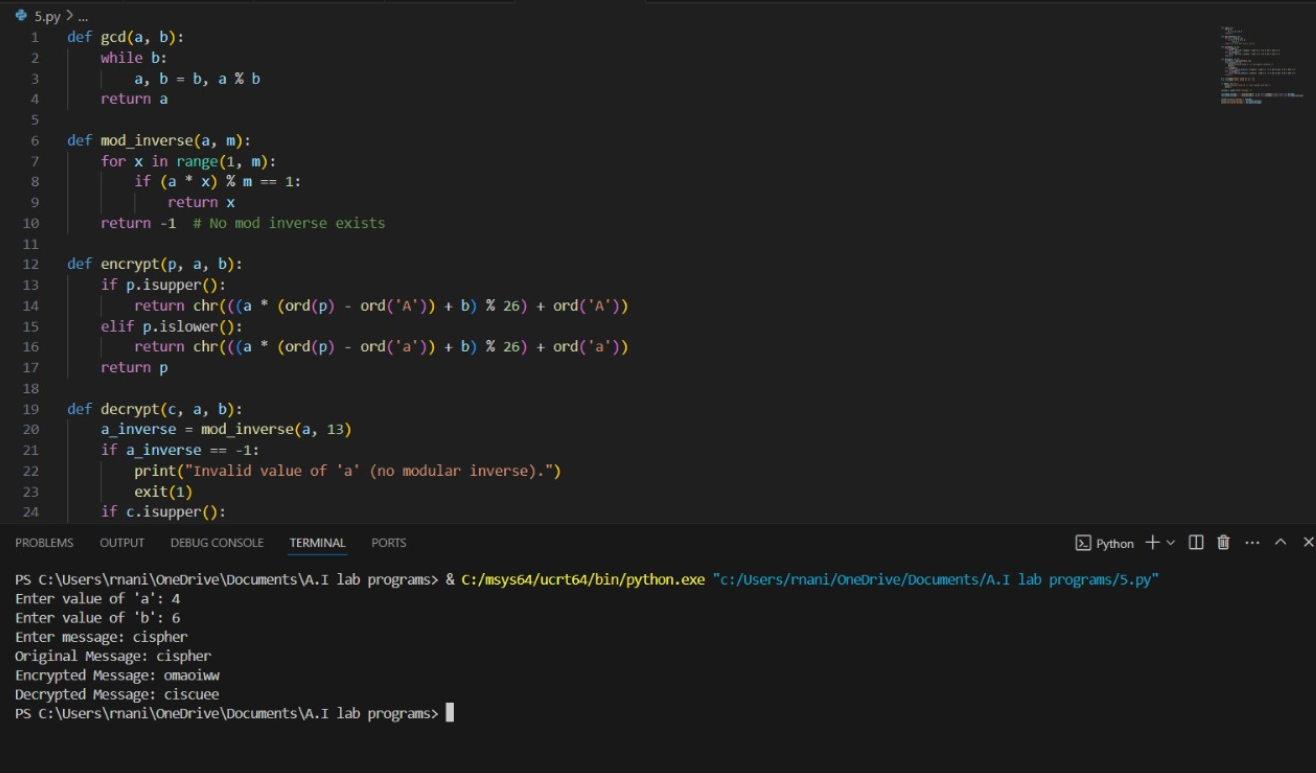 5.py > ...
1 def gcd(a, b):
2     while b:
3         a, b = b, a % b
4     return a
5
6 def mod_inverse(a, m):
7     for x in range(1, m):
8         if (a * x) % m == 1:
9             return x
10     return -1  # No mod inverse exists
11
12 def encrypt(p, a, b):
13     if p.isupper():
14         return chr(((a * (ord(p) - ord('A')) + b) % 26) + ord('A'))
15     elif p.islower():
16         return chr(((a * (ord(p) - ord('a')) + b) % 26) + ord('a'))
17     return p
18
19 def decrypt(c, a, b):
20     a_inverse = mod_inverse(a, 13)
21     if a_inverse == -1:
22         print("Invalid value of 'a' (no modular inverse).")
23         exit(1)
24     if c.isupper():
PROBLEMS OUTPUT DEBUG CONSOLE TERMINAL PORTS Python
PS C:\Users\rnani\OneDrive\Documents\A.I lab programs> & C:/msys64/ucrt64/bin/python.exe "c:/Users/rnani/OneDrive/Documents/A.I lab programs/5.py"
Enter value of 'a': 4
Enter value of 'b': 6
Enter message: cispher
Original Message: cispher
Encrypted Message: omaoiww
Decrypted Message: ciscuee
PS C:\Users\rnani\OneDrive\Documents\A.I lab programs>